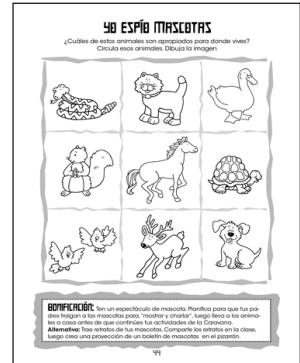 YO ESPÍO MASCOTAS
¿Cuáles de estos animales son apropiados para donde vives?
Circula esos animales. Dibuja la imagen
BONIFICACIÓN: Ten un espectáculo de mascota. Planifica para que tus pa-
dres traigan a las mascotas para, "mostrar y charlar", luego lleva a los anima-
les a casa antes de que continúes tus actividades de la Caravana.
Alternativa: Trae retratos de tus mascotas. Comparte los retratos en la clase,
luego crea una proyección de un boletín de mascotas en el pizarrón.
44